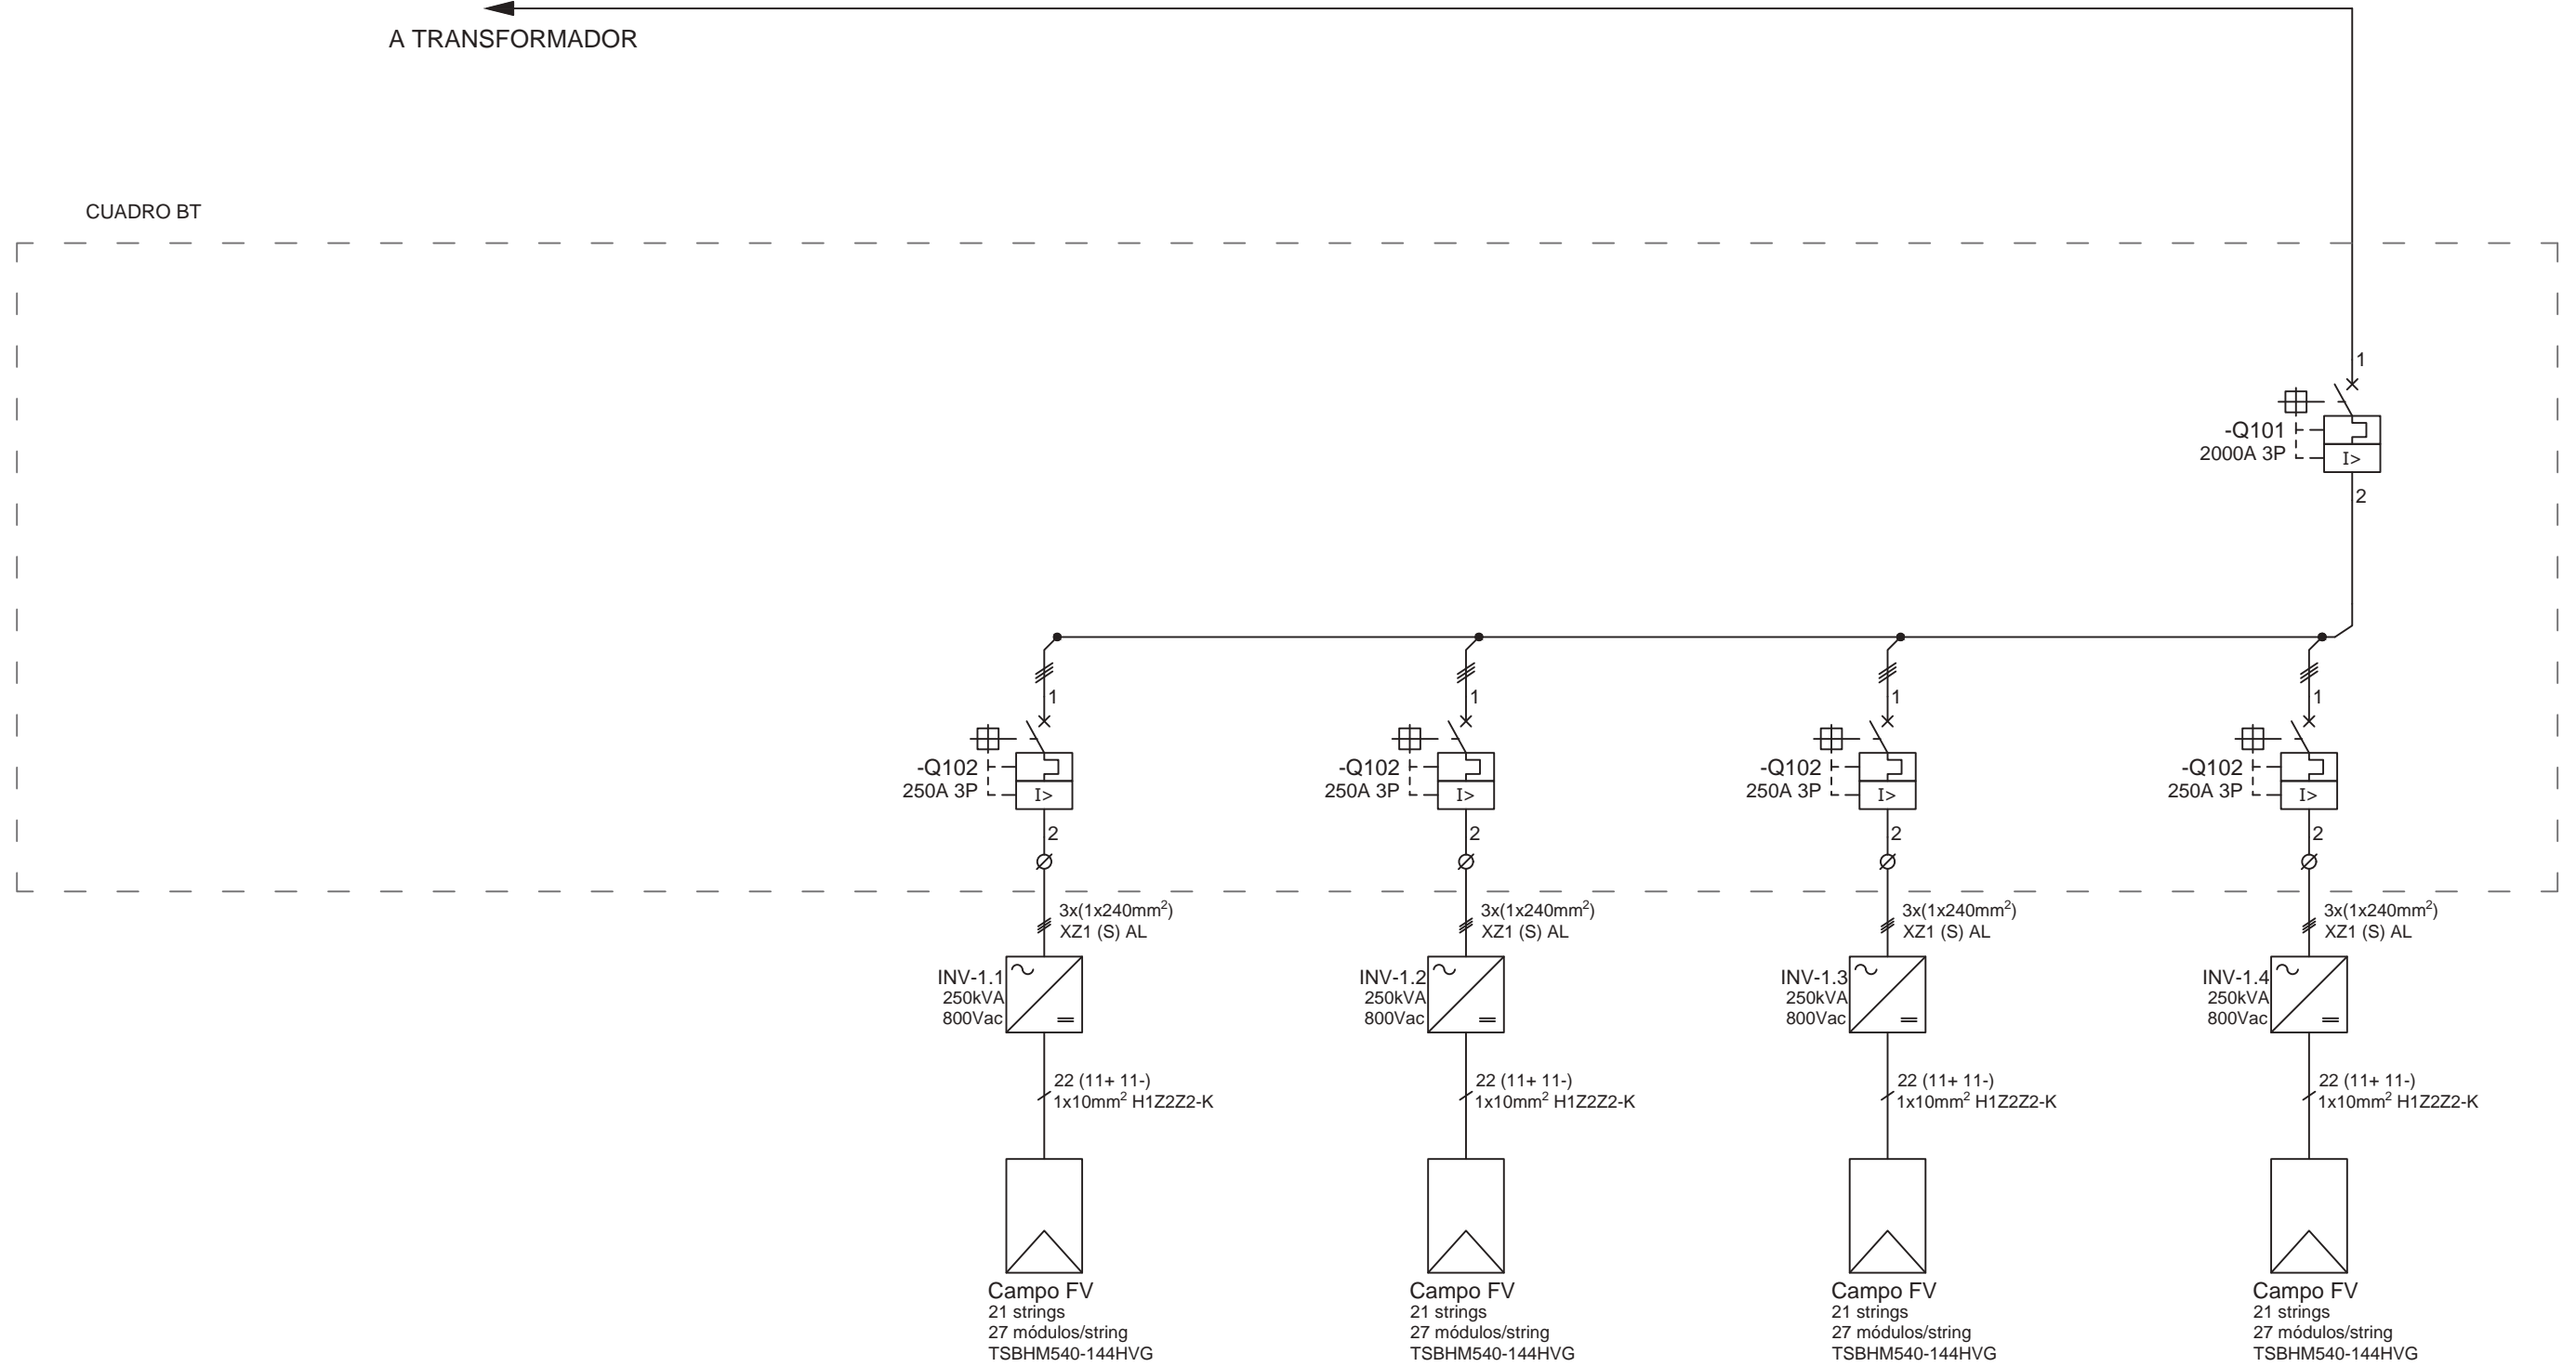 A TRANSFORMADOR
CUADRO BT
1
-Q101
2000A 3P
I>
2
1
-Q102
250A 3P
I>
2
3x(1x240mm²)
XZ1 (S) AL
INV-1.1
250kVA
800Vac
22 (11+ 11-)
1x10mm² H1Z2Z2-K
Campo FV
21 strings
27 módulos/string
TSBHM540-144HVG
1
-Q102
250A 3P
I>
2
3x(1x240mm²)
XZ1 (S) AL
INV-1.2
250kVA
800Vac
22 (11+ 11-)
1x10mm² H1Z2Z2-K
Campo FV
21 strings
27 módulos/string
TSBHM540-144HVG
1
-Q102
250A 3P
I>
2
3x(1x240mm²)
XZ1 (S) AL
INV-1.3
250kVA
800Vac
22 (11+ 11-)
1x10mm² H1Z2Z2-K
Campo FV
21 strings
27 módulos/string
TSBHM540-144HVG
1
-Q102
250A 3P
I>
2
3x(1x240mm²)
XZ1 (S) AL
INV-1.4
250kVA
800Vac
22 (11+ 11-)
1x10mm² H1Z2Z2-K
Campo FV
21 strings
27 módulos/string
TSBHM540-144HVG